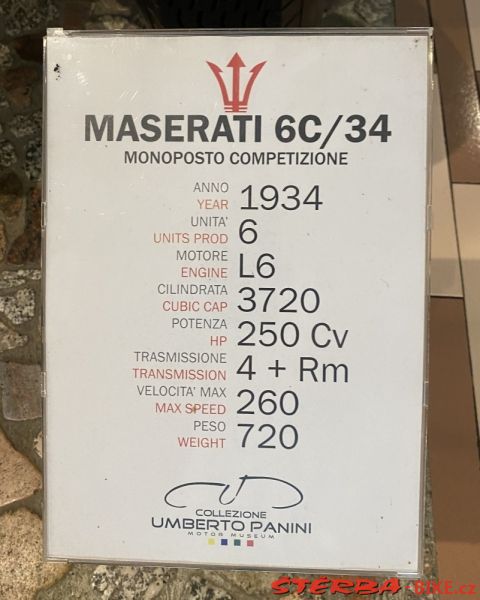 MASERATI 6C/34
MONOPOSTO COMPETIZIONE
ANNO
YEAR 1934
UNITA'
UNITS PROD 6
MOTORE
ENGINE L6
CILINDRATA
CUBIC CAP 3720
POTENZA
HP 250 Cv
TRASMISSIONE
TRANSMISSION 4 + Rm
VELOCITA' MAX
MAX SPEED 260
PESO
WEIGHT 720
COLLEZIONE
UMBERTO PANINI
MOTOR MUSEUM
STERBA-BIKE.cz